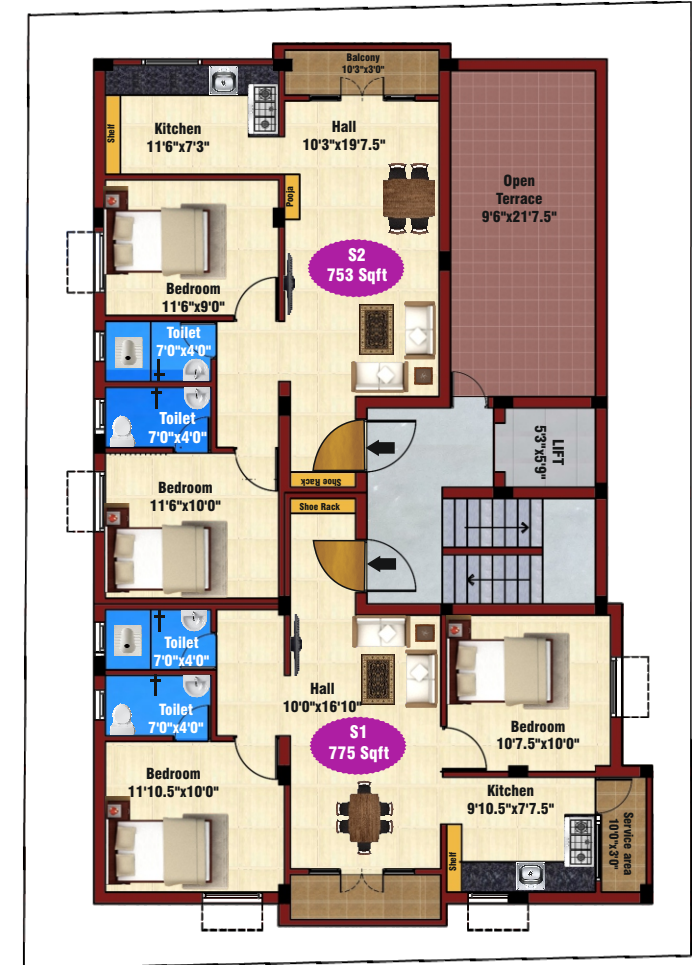 Balcony
10'3"x3'0"
Kitchen
11'6"x7'3"
Shelf
Hall
10'3"x19'7.5"
Pooja
Open
Terrace
9'6"x21'7.5"
S2
753 Sqft
Bedroom
11'6"x9'0"
Toilet
7'0"x4'0"
Toilet
7'0"x4'0"
LIFT
5'3"x5'9"
Bedroom
11'6"x10'0"
Shoe Rack
Shoe Rack
Toilet
7'0"x4'0"
Toilet
7'0"x4'0"
Hall
10'0"x16'10"
S1
775 Sqft
Bedroom
10'7.5"x10'0"
Bedroom
11'10.5"x10'0"
Kitchen
9'10.5"x7'7.5"
Shelf
Service area
10'0"x3'0"